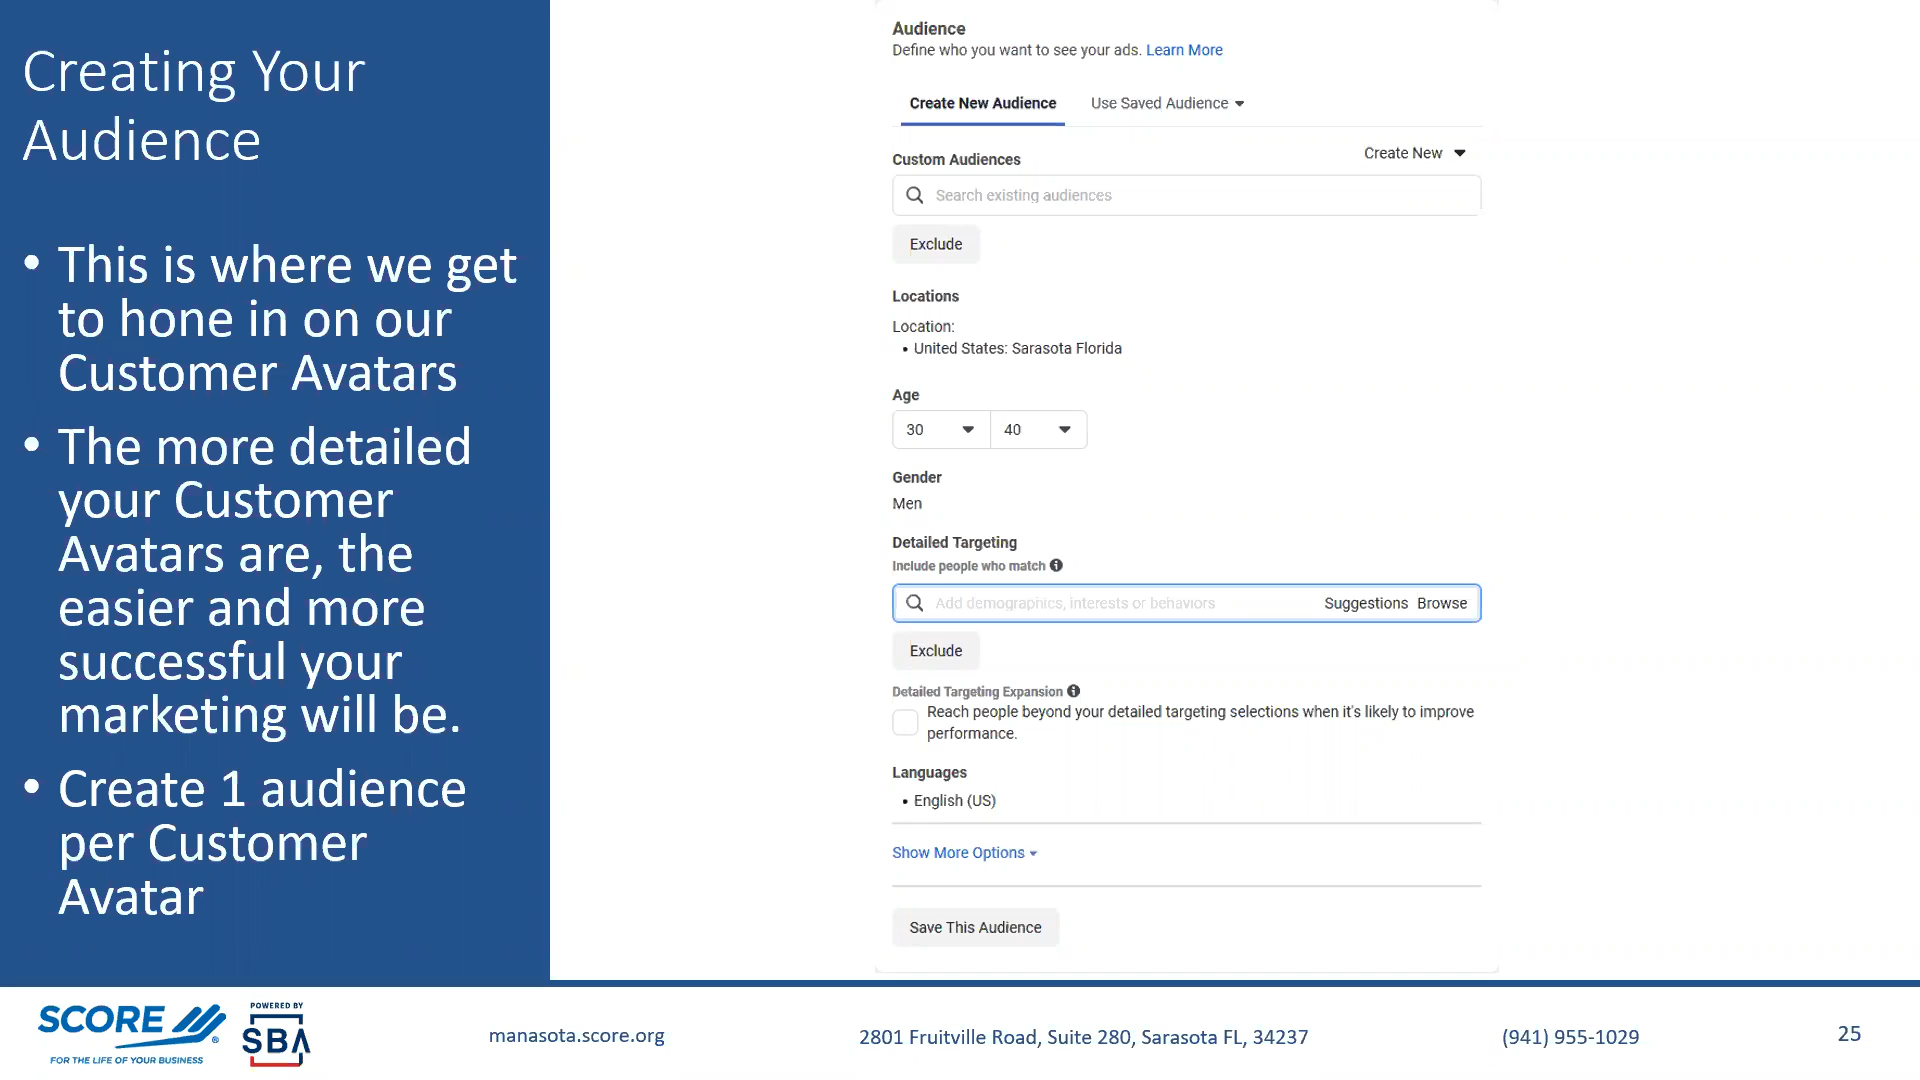 Creating Your
Audience
• This is where we get
to hone in on our
Customer Avatars
• The more detailed
your Customer
Avatars are, the
easier and more
successful your
marketing will be.
• Create 1 audience
per Customer
Avatar
Audience
Define who you want to see your ads. Learn More
Create New Audience Use Saved Audience
Custom Audiences Create New
Search existing audiences
Exclude
Locations
Location:
• United States: Sarasota Florida
Age
30 40
Gender
Men
Detailed Targeting
Include people who match
Add demographics, interests or behaviors Suggestions Browse
Exclude
Detailed Targeting Expansion
Reach people beyond your detailed targeting selections when it's likely to improve
performance.
Languages
• English (US)
Show More Options
Save This Audience
SCORE
®
FOR THE LIFE OF YOUR BUSINESS
POWERED BY
SBA
manasota.score.org
2801 Fruitville Road, Suite 280, Sarasota FL, 34237
(941) 955-1029
25